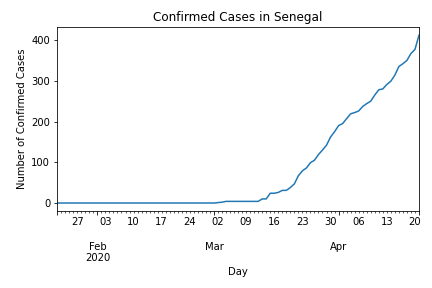 Confirmed Cases in Senegal
400
300
200
100
0
Number of Confirmed Cases
27 03 10 17 24 02 09 16 23 30 06 13 20
Feb Mar Apr
2020
Day